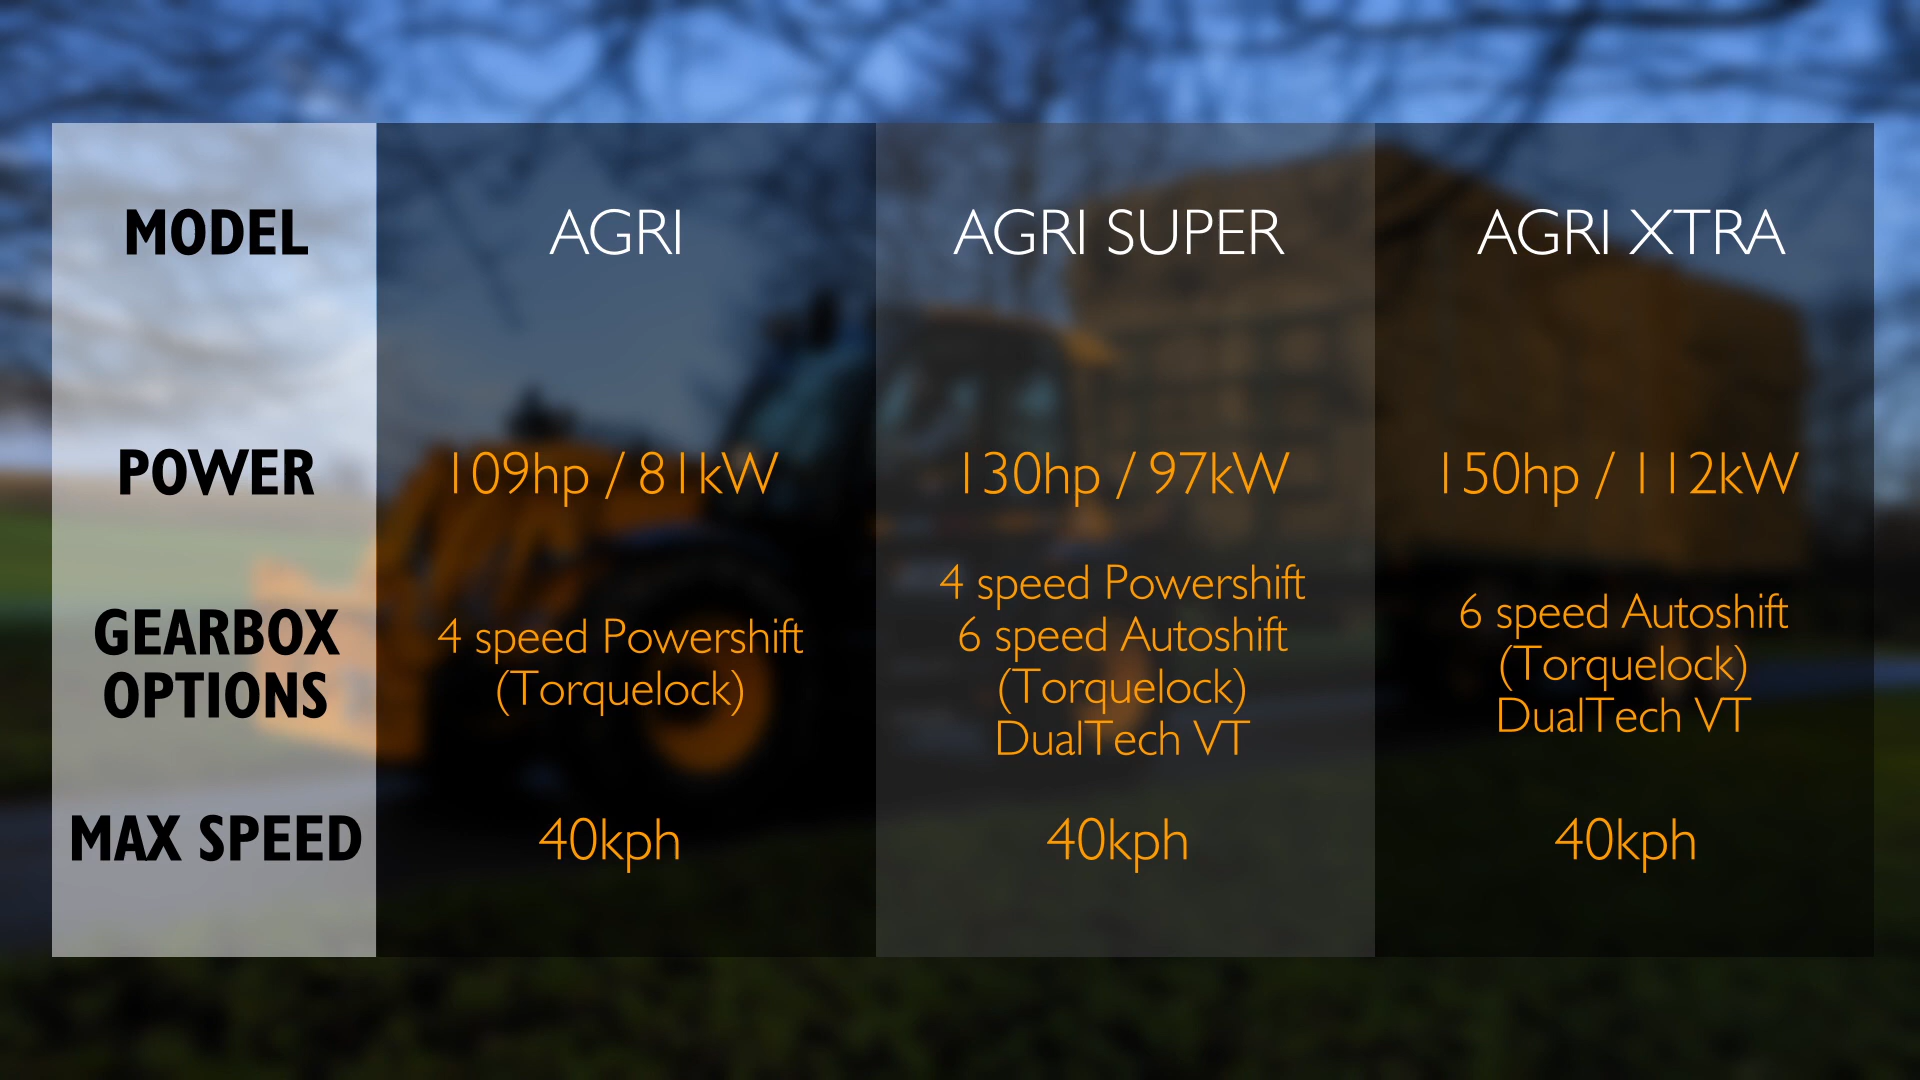 MODEL AGRI AGRI SUPER AGRI XTRA
POWER 109hp / 81kW 130hp / 97kW 150hp / 112kW
GEARBOX OPTIONS
4 speed Powershift
(Torquelock)
4 speed Powershift
6 speed Autoshift
(Torquelock)
DualTech VT
6 speed Autoshift
(Torquelock)
DualTech VT
MAX SPEED 40kph 40kph 40kph